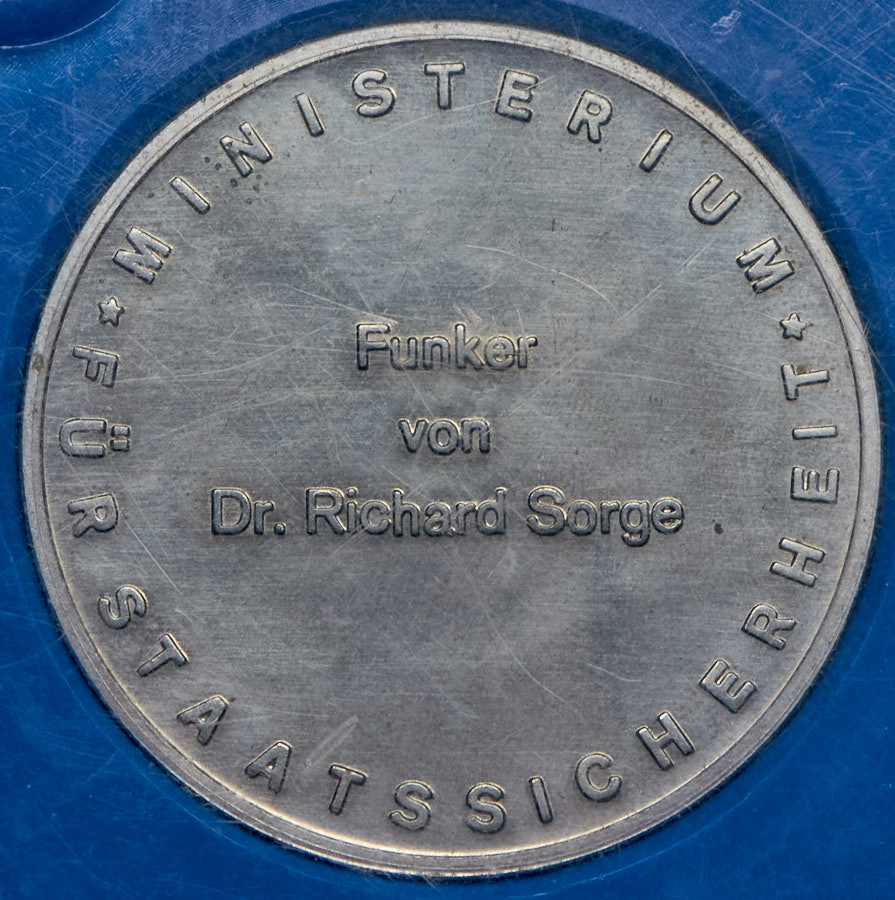 MINISTERIUM
FÜR STAATSSICHERHEIT
Funker
von
Dr. Richard Sorge